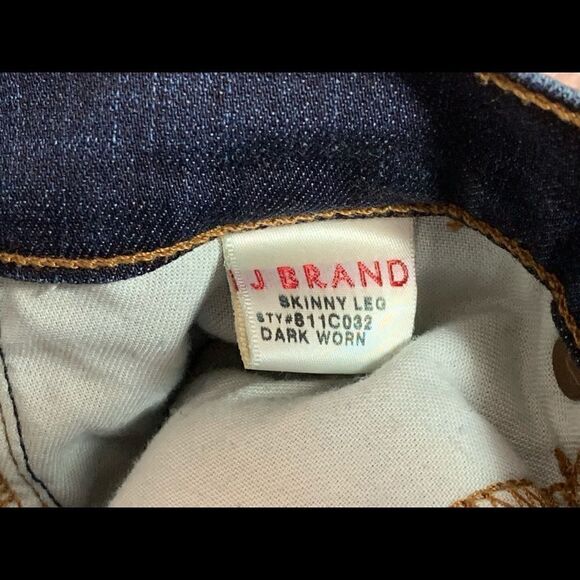 J BRAND
SKINNY LEG
STY#811C032
DARK WORN